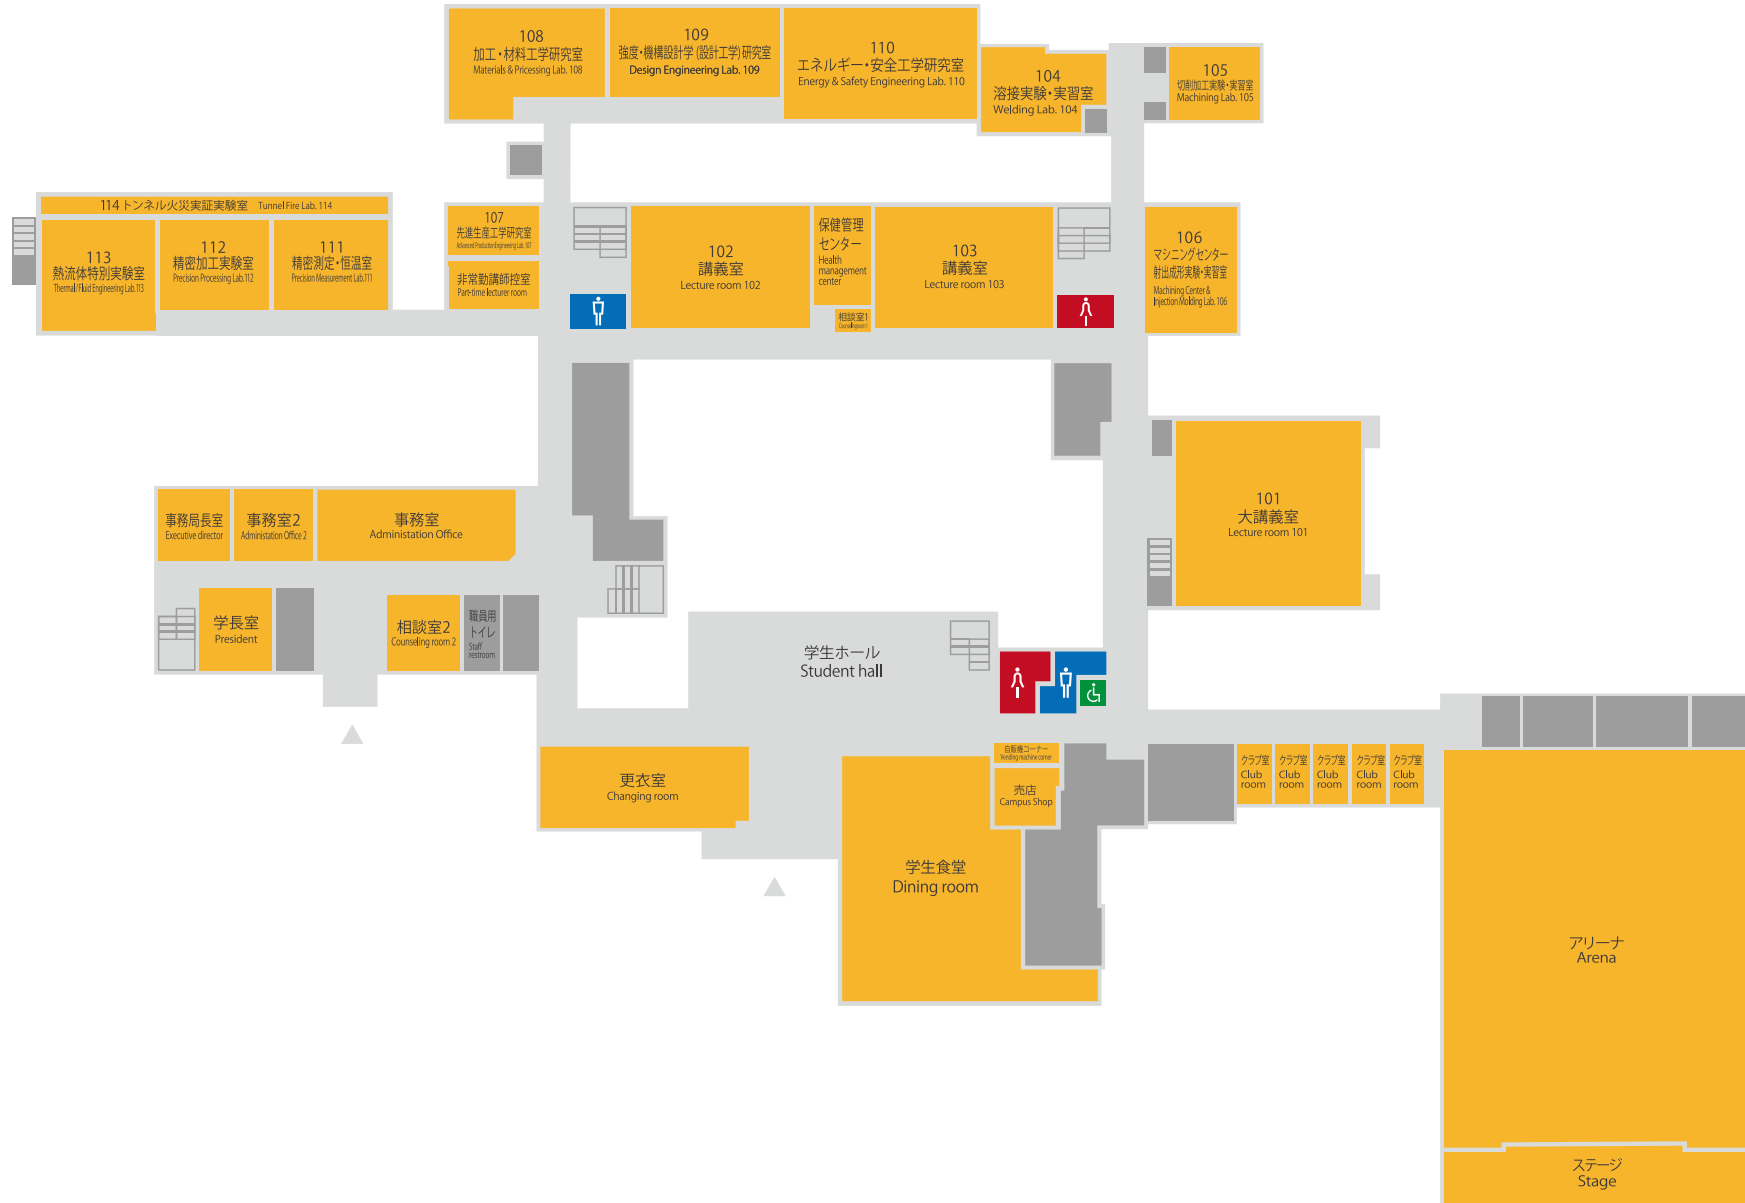 108
加工・材料工学研究室
Materials & Pricessing Lab. 108
109
強度・機構設計学 (設計工学) 研究室
Design Engineering Lab. 109
110
エネルギー・安全工学研究室
Energy & Safety Engineering Lab. 110
104
溶接実験・実習室
Welding Lab. 104
105
切削加工実験・実習室
Machining Lab. 105
114 トンネル火災実証実験室 Tunnel Fire Lab. 114
113
熱流体特別実験室
Thermal/Fluid Engineering Lab.113
112
精密加工実験室
Precision Processing Lab.112
111
精密測定・恒温室
Precision Measurement Lab.111
107
先進生産工学研究室
Advanced Production Engineering Lab. 107
非常勤講師控室
Part-time lecturer room
102
講義室
Lecture room 102
保健管理
センター
Health
management
center
相談室1
Counseling room 1
103
講義室
Lecture room 103
106
マシニングセンター
射出成形実験・実習室
Machining Center &
Injection Molding Lab. 106
101
大講義室
Lecture room 101
事務局長室
Executive director
事務室2
Administation Office 2
事務室
Administation Office
学長室
President
相談室2
Counseling room 2
職員用
トイレ
Staff
restroom
学生ホール
Student hall
更衣室
Changing room
自販機コーナー
Vending machine corner
売店
Campus Shop
学生食堂
Dining room
クラブ室
Club
room
クラブ室
Club
room
クラブ室
Club
room
クラブ室
Club
room
クラブ室
Club
room
アリーナ
Arena
ステージ
Stage